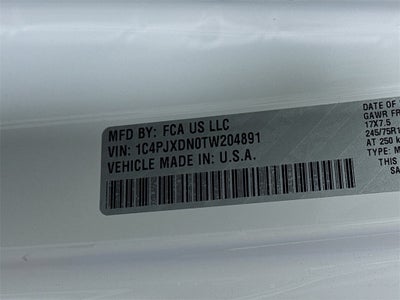 MFD BY: FCA US LLC
VIN: 1C4PJXDN0TW204891
VEHICLE MADE IN: U.S.A.
DATE OF
GAWR FR
17X7.5
245/75R1
AT 250 k
TYPE: M
THIS
SA